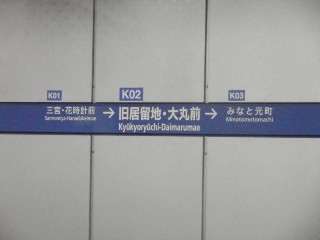 K01
K02
K03
三宮・花時計前
→
旧居留地・大丸前
→
みなと元町
Sannomiya-Hanadokeimae
Kyūkyoryūchi-Daimarumae
Minatomotomachi